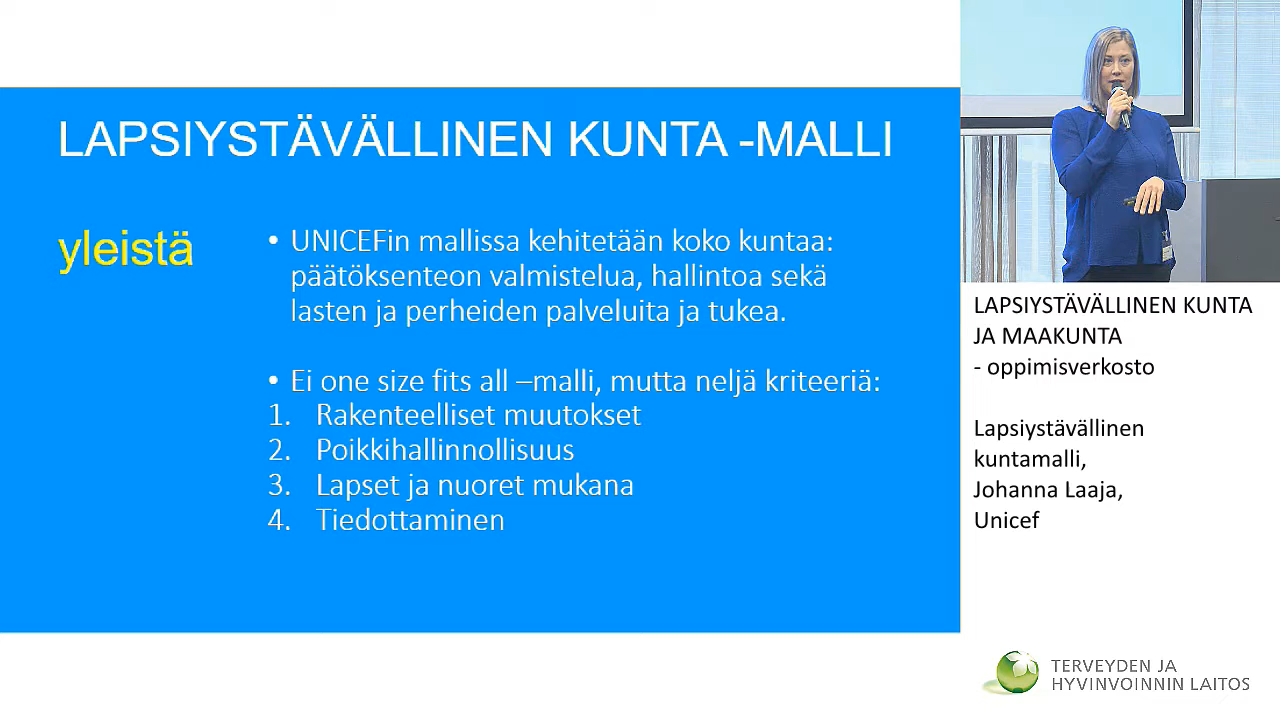 LAPSIYSTÄVÄLLINEN KUNTA -MALLI
yleistä
• UNICEFin mallissa kehitetään koko kuntaa:
päätöksenteon valmistelua, hallintoa sekä
lasten ja perheiden palveluita ja tukea.
• Ei one size fits all –malli, mutta neljä kriteeriä:
1. Rakenteelliset muutokset
2. Poikkihallinnollisuus
3. Lapset ja nuoret mukana
4. Tiedottaminen
LAPSIYSTÄVÄLLINEN KUNTA
JA MAAKUNTA
- oppimisverkosto
Lapsiystävällinen
kuntamalli,
Johanna Laaja,
Unicef
TERVEYDEN JA
HYVINVOINNIN LAITOS